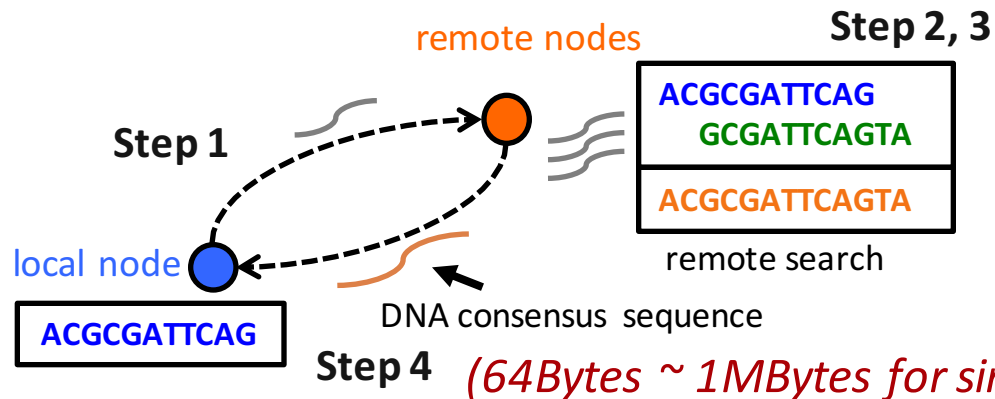 Step 2, 3
remote nodes
ACGCGATTCAG
GCGATTCAGTA
Step 1
ACGCGATTCAGTA
remote search
local node
DNA consensus sequence
ACGCGATTCAG
Step 4 (64Bytes ~ 1MBytes for